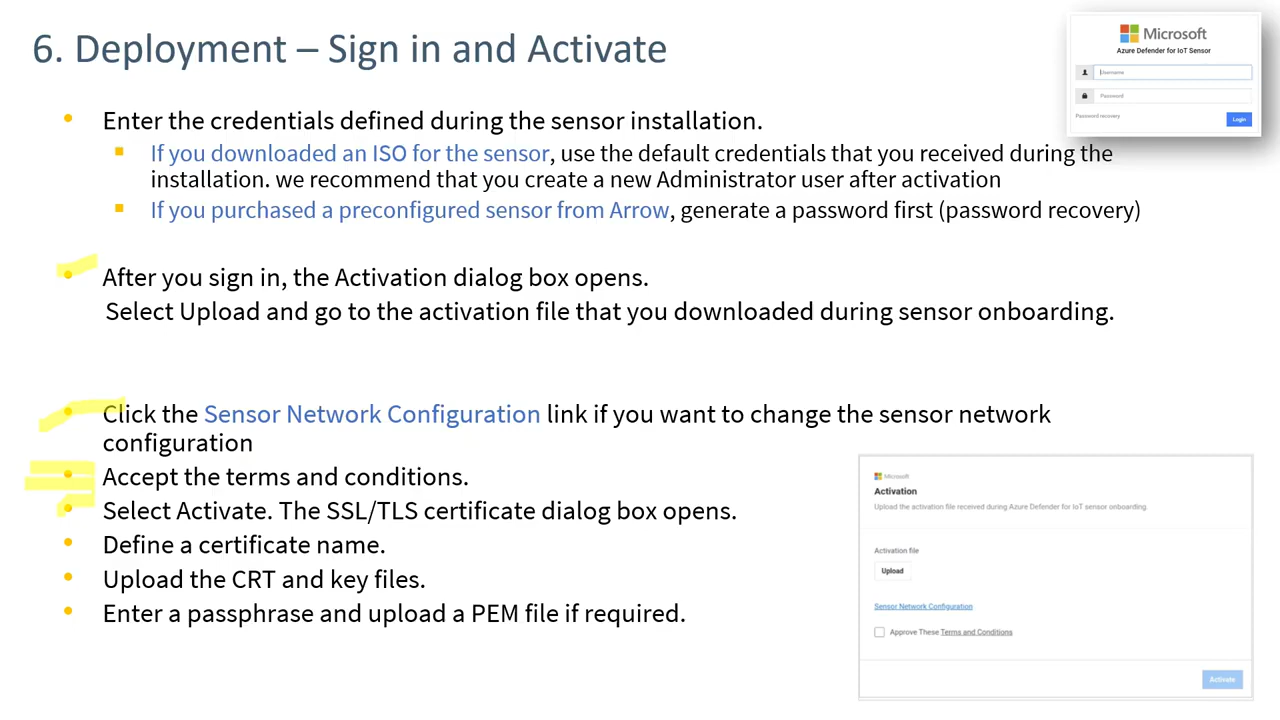 6. Deployment – Sign in and Activate
Microsoft
Azure Defender for IoT Sensor
Username
Password
Password recovery
Login
Enter the credentials defined during the sensor installation.
If you downloaded an ISO for the sensor, use the default credentials that you received during the
installation. we recommend that you create a new Administrator user after activation
If you purchased a preconfigured sensor from Arrow, generate a password first (password recovery)
After you sign in, the Activation dialog box opens.
Select Upload and go to the activation file that you downloaded during sensor onboarding.
Click the Sensor Network Configuration link if you want to change the sensor network
configuration
Accept the terms and conditions.
Select Activate. The SSL/TLS certificate dialog box opens.
Define a certificate name.
Upload the CRT and key files.
Enter a passphrase and upload a PEM file if required.
Microsoft
Activation
Upload the activation file received during Azure Defender for IoT sensor onboarding.
Activation file
Upload
Sensor Network Configuration
Approve These Terms and Conditions
Activate